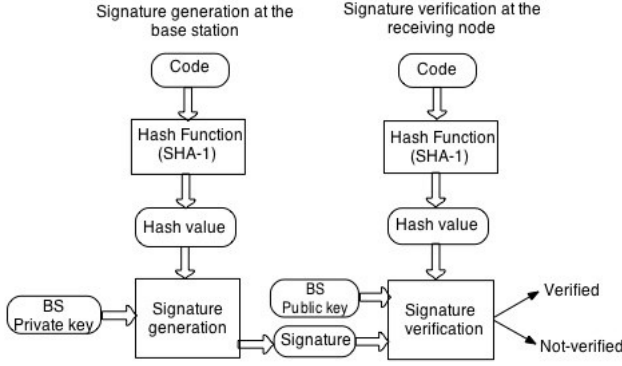 Signature generation at the
base station
Code
Hash Function
(SHA-1)
Hash value
BS
Private key
Signature
generation
Signature verification at the
receiving node
Code
Hash Function
(SHA-1)
Hash value
BS
Public key
Signature
Signature
verification
Verified
Not-verified